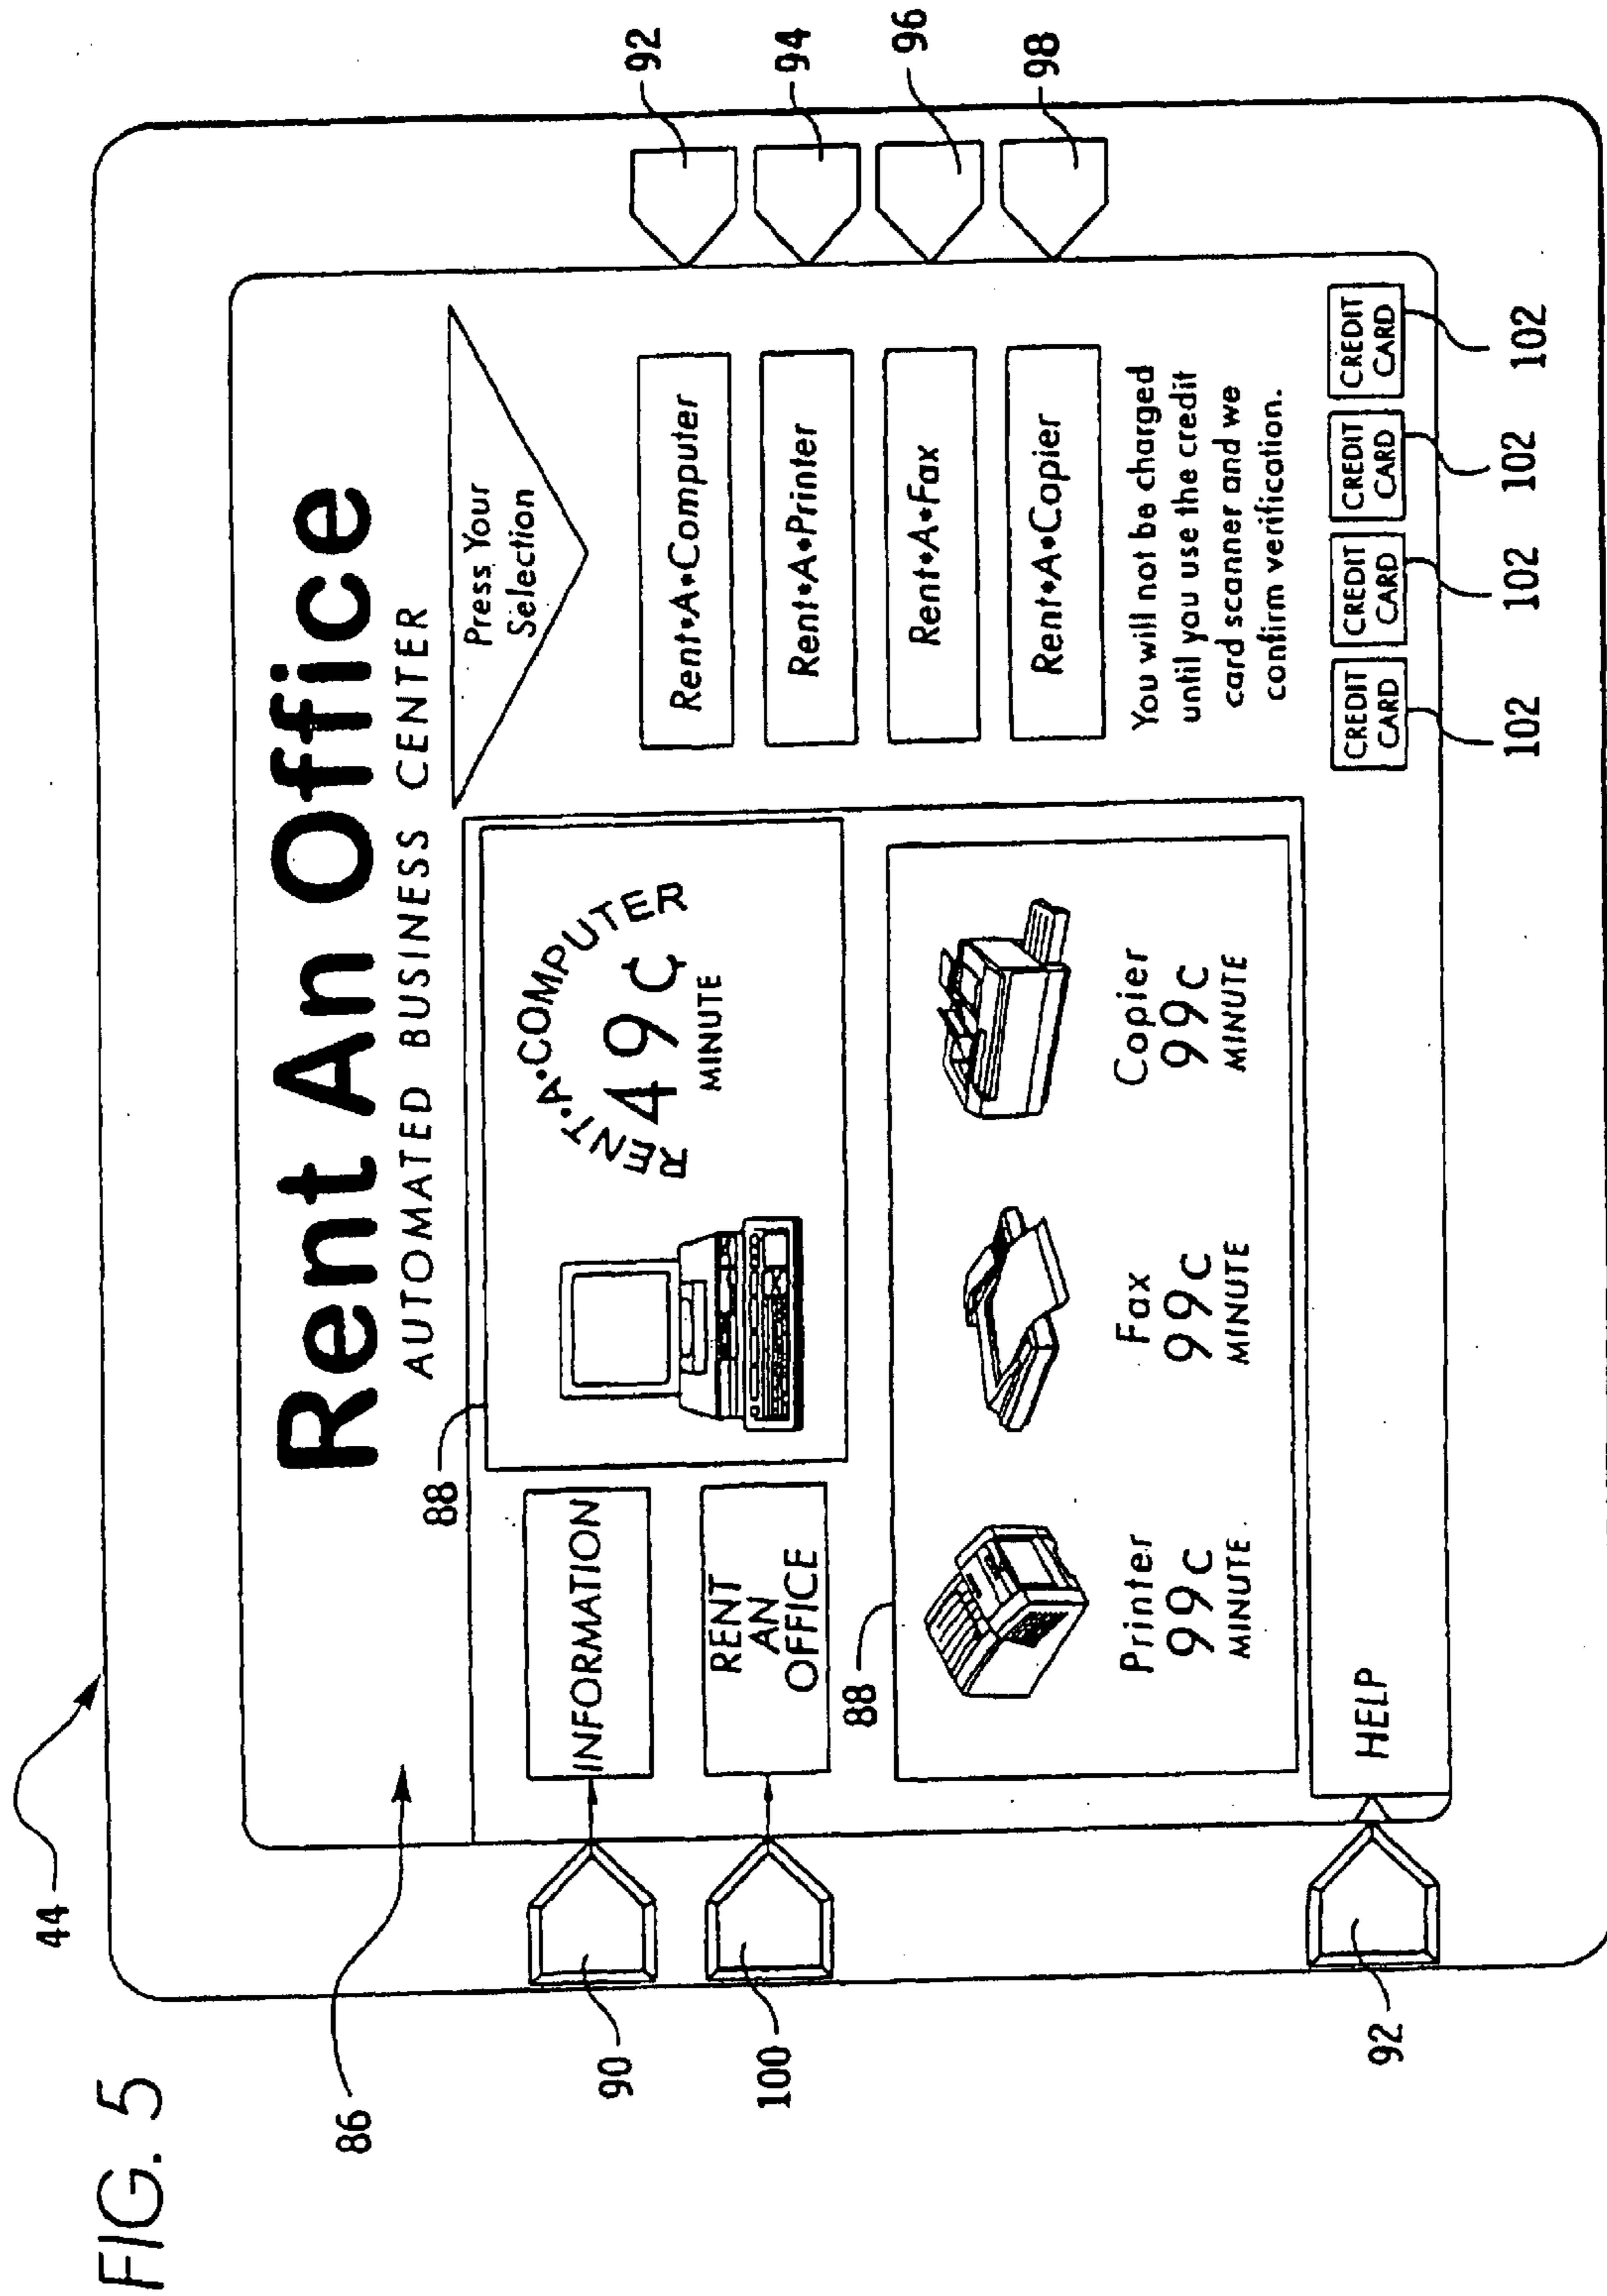 FIG. 5
44
86
Rent An Office
AUTOMATED BUSINESS CENTER
88
INFORMATION
90
RENT
AN
OFFICE
100
RENT•A•COMPUTER
49c
MINUTE
88
Printer
99c
MINUTE
Fax
99c
MINUTE
Copier
99c
MINUTE
HELP
92
Press Your
Selection
Rent•A•Computer
92
Rent•A•Printer
94
Rent•A•Fax
96
Rent•A•Copier
98
You will not be charged
until you use the credit
card scanner and we
confirm verification.
CREDIT
CARD
CREDIT
CARD
CREDIT
CARD
CREDIT
CARD
102
102
102
102